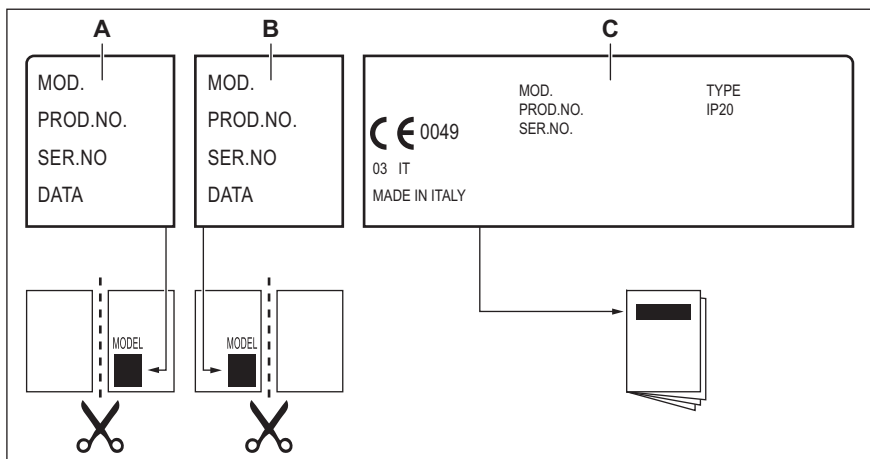 A
B
C
MOD.
PROD.NO.
SER.NO
DATA
MOD.
PROD.NO.
SER.NO
DATA
MOD.
PROD.NO.
SER.NO.
TYPE
IP20
CE 0049
03 IT
MADE IN ITALY
MODEL
MODEL